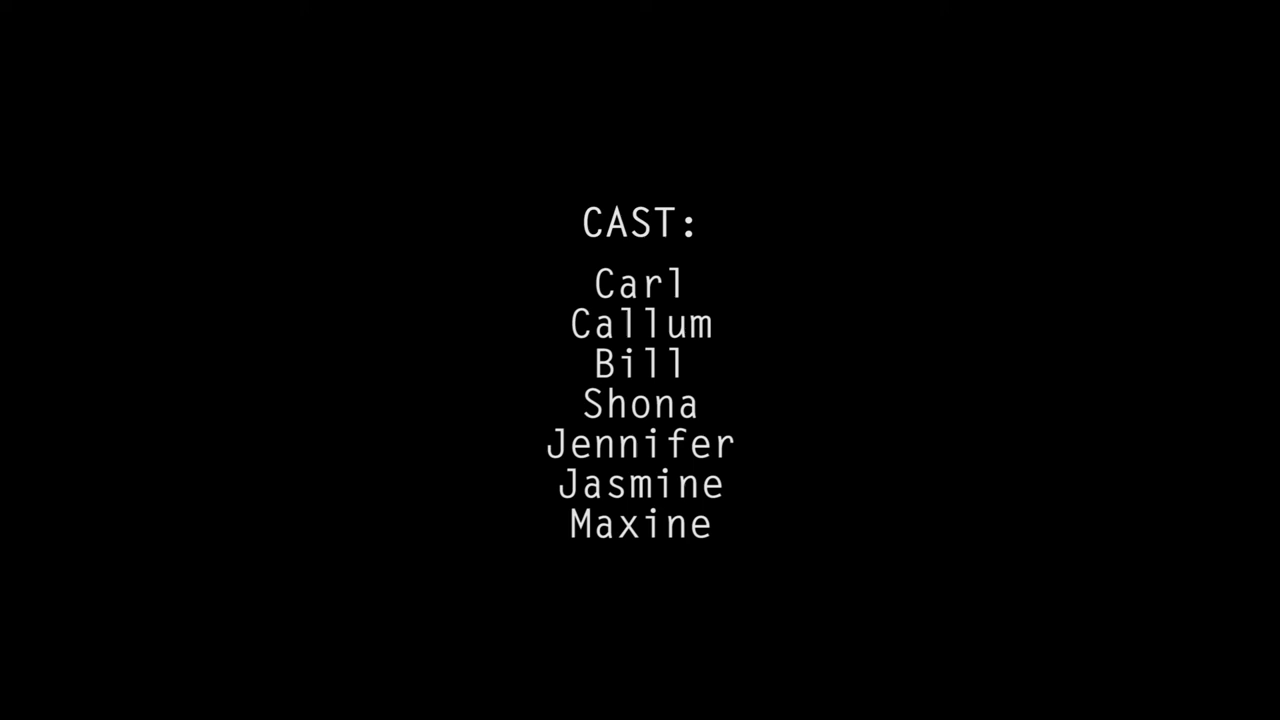 CAST:
Carl
Callum
Bill
Shona
Jennifer
Jasmine
Maxine